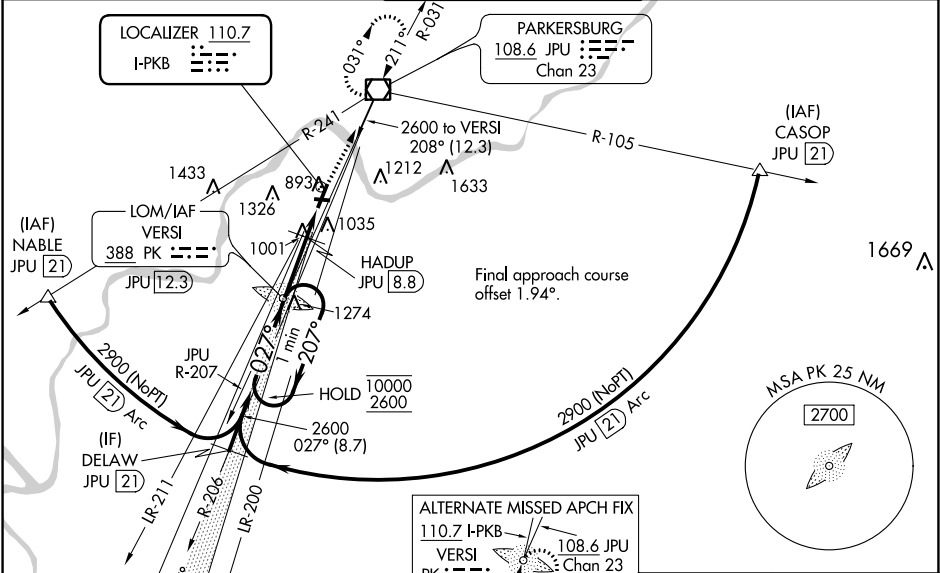 LOCALIZER 110.7
I-PKB
031°
211°
R-031
PARKERSBURG
108.6 JPU
Chan 23
R-241
2600 to VERSI
208° (12.3)
R-105
(IAF)
CASOP
JPU 21
1433
1326
893
1212
1633
1035
1001
LOM/IAF
VERSI
388 PK
JPU 12.3
(IAF)
NABLE
JPU 21
HADUP
JPU 8.8
Final approach course
offset 1.94°.
1669
1274
027°
1 min
207°
JPU
R-207
HOLD 10000
2600
2900 (NoPT)
JPU 21 Arc
2900 (NoPT)
JPU 21 Arc
2600
027° (8.7)
(IF)
DELAW
JPU 21
LR-211
R-206
LR-200
MSA PK 25 NM
2700
ALTERNATE MISSED APCH FIX
110.7 I-PKB
VERSI
108.6 JPU
Chan 23